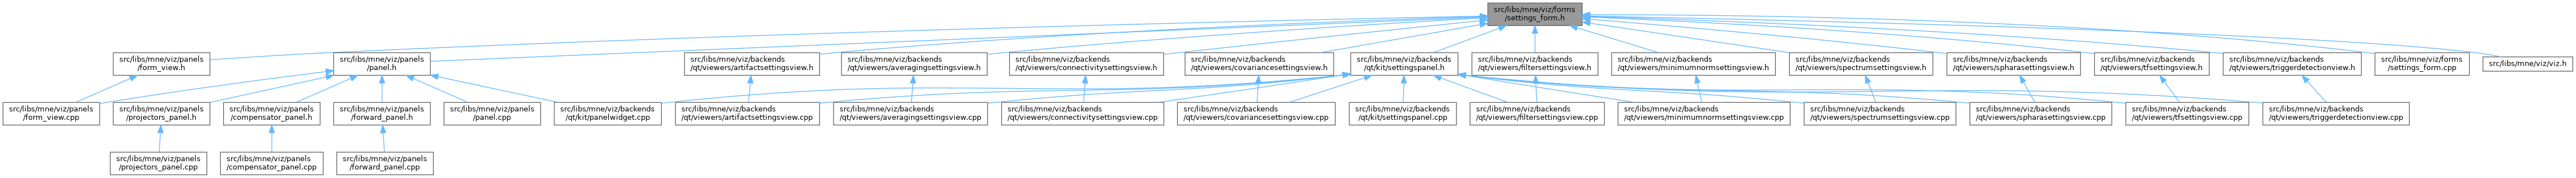 src/libs/mne/viz/forms
/settings_form.h
src/libs/mne/viz/panels
/form_view.h
src/libs/mne/viz/panels
/panel.h
src/libs/mne/viz/backends
/qt/viewers/artifactsettingsview.h
src/libs/mne/viz/backends
/qt/viewers/averagingsettingsview.h
src/libs/mne/viz/backends
/qt/viewers/connectivitysettingsview.h
src/libs/mne/viz/backends
/qt/viewers/covariancesettingsview.h
src/libs/mne/viz/backends
/qt/kit/settingspanel.h
src/libs/mne/viz/backends
/qt/viewers/filtersettingsview.h
src/libs/mne/viz/backends
/qt/viewers/minimumnormsettingsview.h
src/libs/mne/viz/backends
/qt/viewers/spectrumsettingsview.h
src/libs/mne/viz/backends
/qt/viewers/spharasettingsview.h
src/libs/mne/viz/backends
/qt/viewers/tfsettingsview.h
src/libs/mne/viz/backends
/qt/viewers/triggerdetectionview.h
src/libs/mne/viz/forms
/settings_form.cpp
src/libs/mne/viz/viz.h
src/libs/mne/viz/panels
/form_view.cpp
src/libs/mne/viz/panels
/projectors_panel.h
src/libs/mne/viz/panels
/compensator_panel.h
src/libs/mne/viz/panels
/forward_panel.h
src/libs/mne/viz/panels
/panel.cpp
src/libs/mne/viz/backends
/qt/kit/panelwidget.cpp
src/libs/mne/viz/backends
/qt/viewers/artifactsettingsview.cpp
src/libs/mne/viz/backends
/qt/viewers/averagingsettingsview.cpp
src/libs/mne/viz/backends
/qt/viewers/connectivitysettingsview.cpp
src/libs/mne/viz/backends
/qt/viewers/covariancesettingsview.cpp
src/libs/mne/viz/backends
/qt/kit/settingspanel.cpp
src/libs/mne/viz/backends
/qt/viewers/filtersettingsview.cpp
src/libs/mne/viz/backends
/qt/viewers/minimumnormsettingsview.cpp
src/libs/mne/viz/backends
/qt/viewers/spectrumsettingsview.cpp
src/libs/mne/viz/backends
/qt/viewers/spharasettingsview.cpp
src/libs/mne/viz/backends
/qt/viewers/tfsettingsview.cpp
src/libs/mne/viz/backends
/qt/viewers/triggerdetectionview.cpp
src/libs/mne/viz/panels
/projectors_panel.cpp
src/libs/mne/viz/panels
/compensator_panel.cpp
src/libs/mne/viz/panels
/forward_panel.cpp